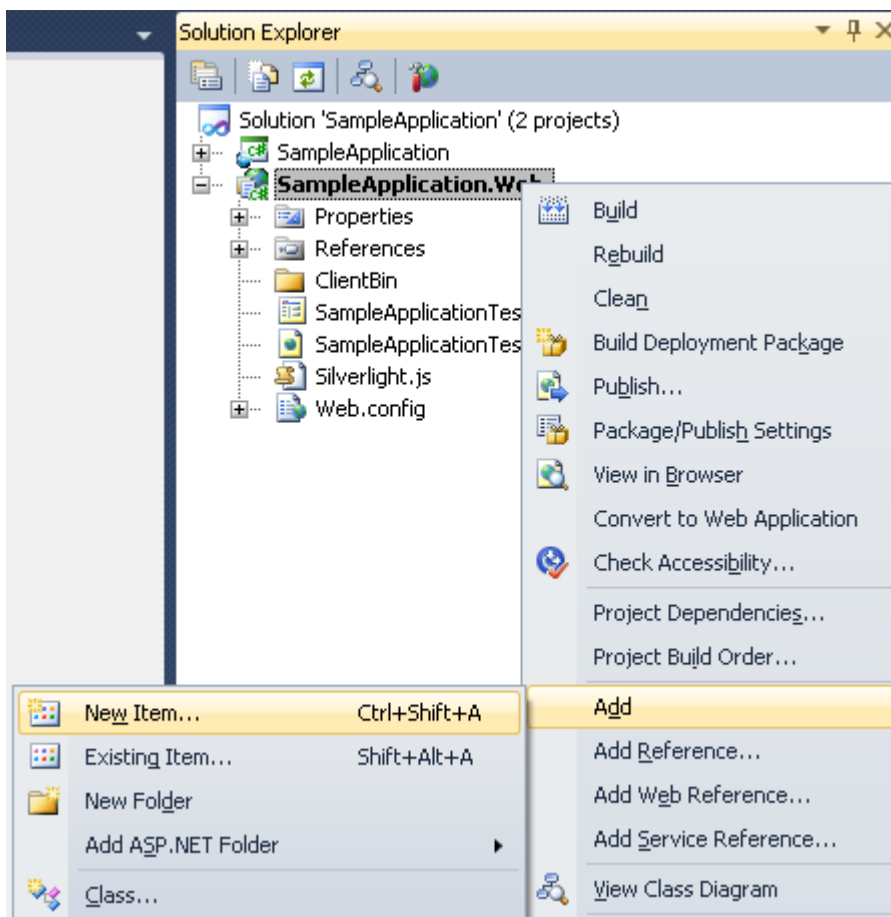 Solution Explorer
Solution 'SampleApplication' (2 projects)
SampleApplication
SampleApplication.Web
Properties
References
ClientBin
SampleApplicationTes
SampleApplicationTes
Silverlight.js
Web.config
Build
Rebuild
Clean
Build Deployment Package
Publish...
Package/Publish Settings
View in Browser
Convert to Web Application
Check Accessibility...
Project Dependencies...
Project Build Order...
Add
Add Reference...
Add Web Reference...
Add Service Reference...
View Class Diagram
New Item... Ctrl+Shift+A
Existing Item... Shift+Alt+A
New Folder
Add ASP.NET Folder
Class...